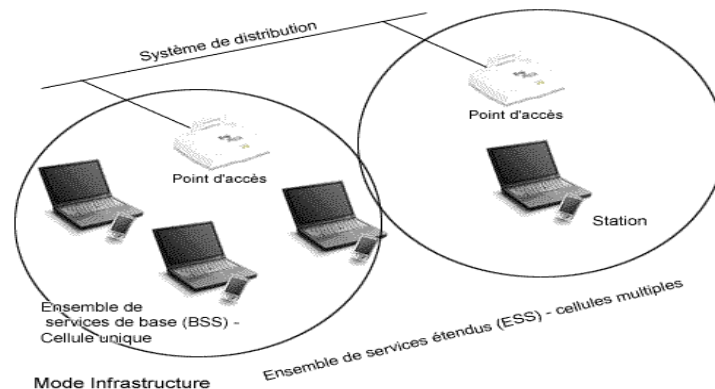 Système de distribution
Point d'accès
Point d'accès
Station
Ensemble de
services de base (BSS) -
Cellule unique
Ensemble de services étendus (ESS) - cellules multiples
Mode Infrastructure